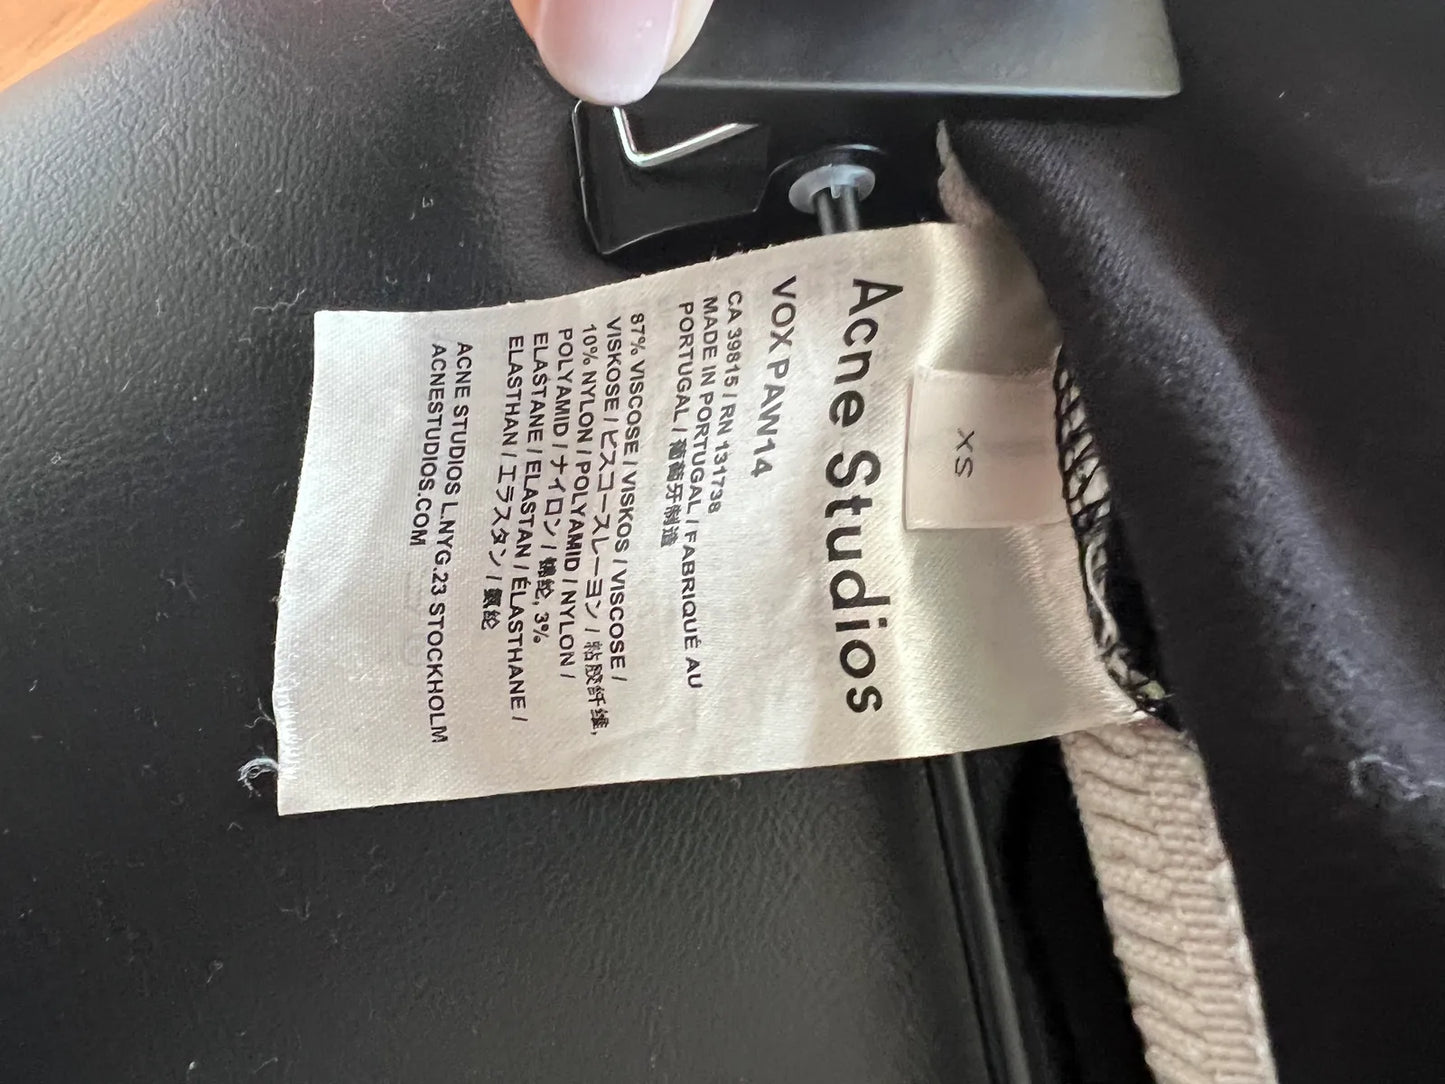 XS
Acne Studios
VOX PAW14
CA 39815 / RN 131738
MADE IN PORTUGAL / FABRIQUÉ AU
PORTUGAL / 葡萄牙制造
87% VISCOSE / VISKOS / VISCOSE /
VISKOSE / ビスコースレーヨン / 粘胶纤维,
10% NYLON / POLYAMID / NYLON /
POLYAMID / ナイロン / 锦纶, 3%
ELASTANE / ELASTAN / ÉLASTHANE /
ELASTHAN / エラスタン / 氨纶
ACNE STUDIOS L.NYG.23 STOCKHOLM
ACNESTUDIOS.COM